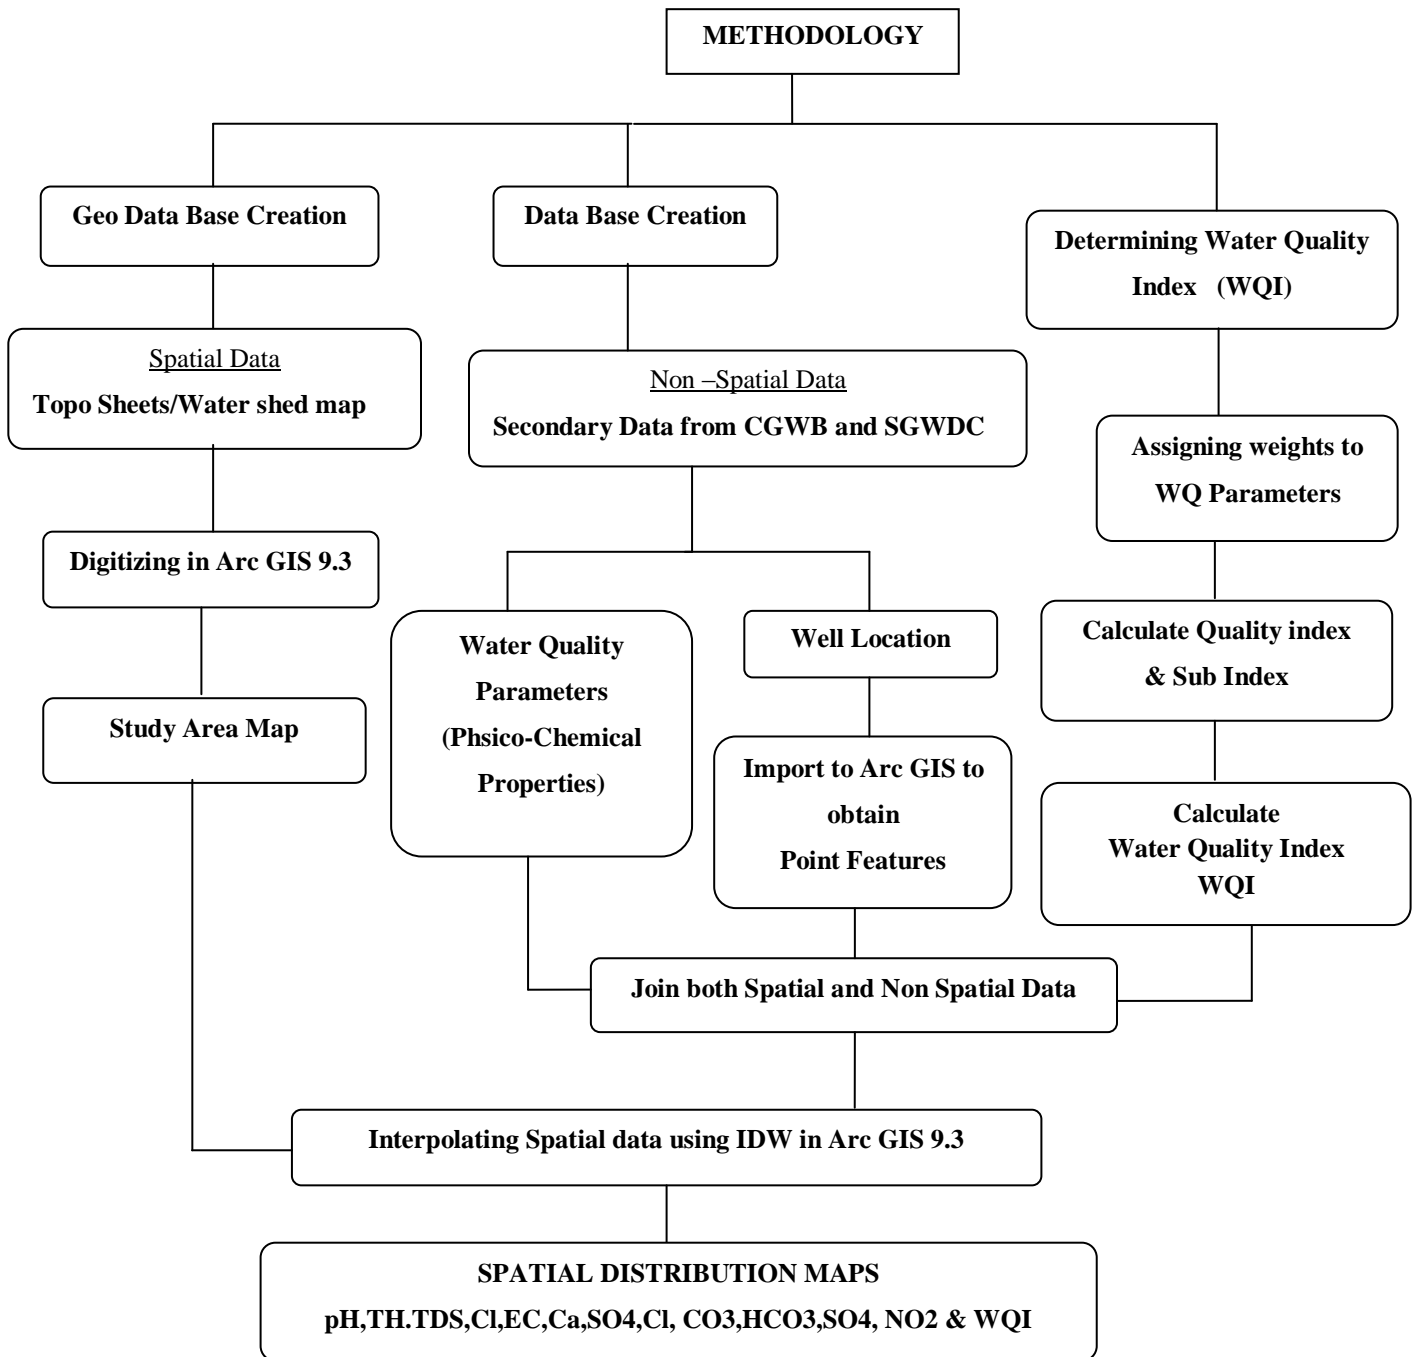 METHODOLOGY
Geo Data Base Creation
Data Base Creation
Determining Water Quality
Index (WQI)
Spatial Data
Topo Sheets/Water shed map
Non –Spatial Data
Secondary Data from CGWB and SGWDC
Assigning weights to
WQ Parameters
Digitizing in Arc GIS 9.3
Water Quality
Parameters
(Phsico-Chemical
Properties)
Well Location
Calculate Quality index
& Sub Index
Study Area Map
Import to Arc GIS to
obtain
Point Features
Calculate
Water Quality Index
WQI
Join both Spatial and Non Spatial Data
Interpolating Spatial data using IDW in Arc GIS 9.3
SPATIAL DISTRIBUTION MAPS
pH,TH.TDS,Cl,EC,Ca,SO4,Cl, CO3,HCO3,SO4, NO2 & WQI